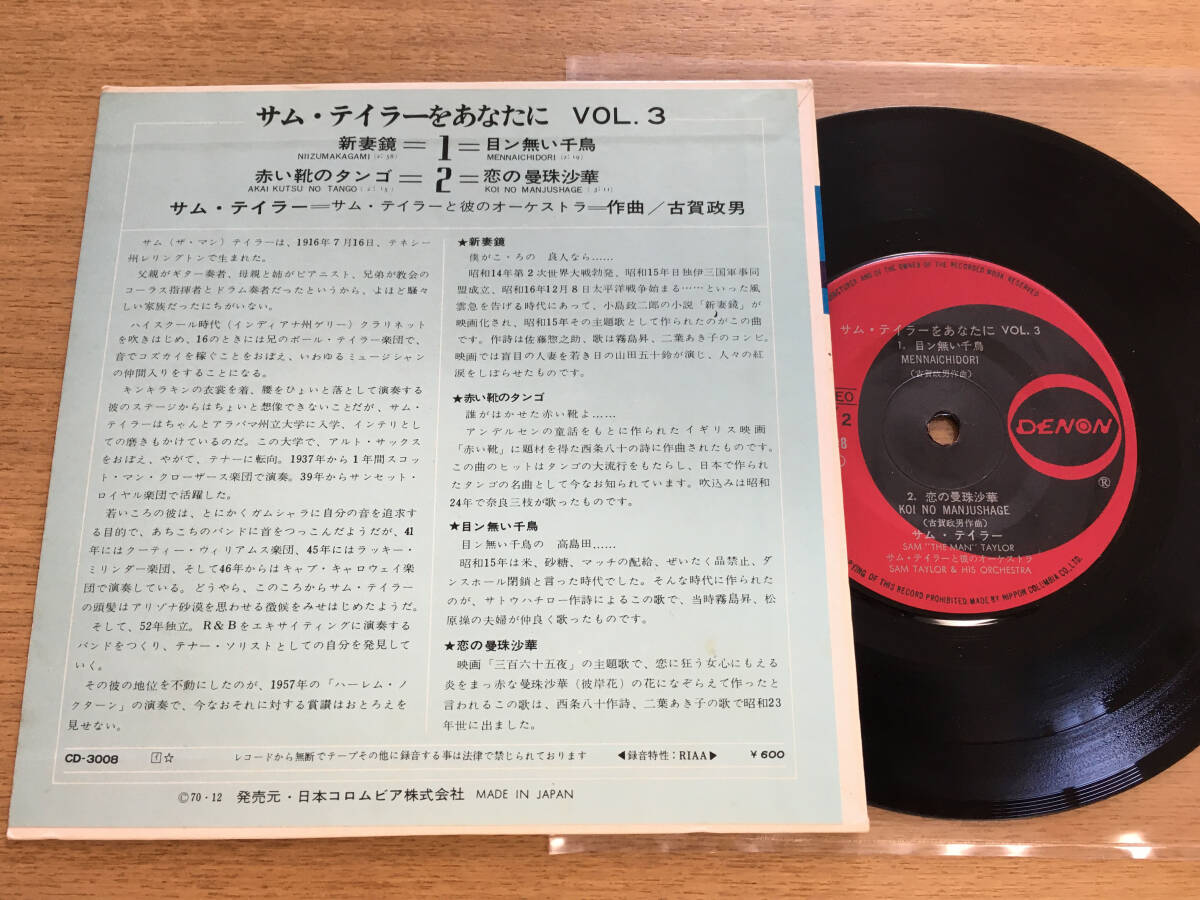 サム・テイラーをあなたに VOL. 3
新妻鏡＝1＝目ン無い千鳥
NIIZUMAKAGAMI (2:58) MENNAICHIDORI (2:19)
赤い靴のタンゴ＝2＝恋の曼珠沙華
AKAI KUTSU NO TANGO (2:15) KOI NO MANJUSHAGE (3:11)
サム・テイラー＝サム・テイラーと彼のオーケストラ＝作曲／古賀政男
サム（ザ・マン）テイラーは、1916年7月16日、テネシー
州レリングトンで生まれた。
父親がギター奏者、母親と姉がピアニスト、兄弟が教会の
コーラス指揮者とドラム奏者だったというから、よほど騒々
しい家族だったにちがいない。
ハイスクール時代（インディアナ州ゲリー）クラリネット
を吹きはじめ、16のときには兄のポール・テイラー楽団で、
音でコズカイを稼ぐことをおぼえ、いわゆるミュージシャン
の仲間入りをすることになる。
キンキラキンの衣裳を着、腰をひょいと落として演奏する
彼のステージからはちょいと想像できないことだが、サム・
テイラーはちゃんとアラバマ州立大学に入学、インテリとし
ての磨きもかけているのだ。この大学で、アルト・サックス
をおぼえ、やがて、テナーに転向。1937年から1年間スコッ
ト・マン・クローザース楽団で演奏。39年からサンセット・
ロイヤル楽団で活躍した。
若いころの彼は、とにかくガムシャラに自分の音を追求す
る目的で、あちこちのバンドに首をつっこんだようだが、41
年にはクーティー・ウィリアムス楽団、45年にはラッキー・
ミリンダー楽団、そして46年からはキャブ・キャロウェイ楽
団で演奏している。どうやら、このころからサム・テイラー
の頭髪はアリゾナ砂漠を思わせる徴候をみせはじめたようだ。
そして、52年独立。R&Bをエキサイティングに演奏する
バンドをつくり、テナー・ソリストとしての自分を発見して
いく。
その彼の地位を不動にしたのが、1957年の「ハーレム・ノ
クターン」の演奏で、今なおそれに対する賞讃はおとろえを
見せない。
★新妻鏡
僕がこゝろの 良人なら……
昭和14年第2次世界大戦勃発、昭和15年日独伊三国軍事同
盟成立、昭和16年12月8日太平洋戦争始まる……といった風
雲急を告げる時代にあって、小島政二郎の小説「新妻鏡」が
映画化され、昭和15年その主題歌として作られたのがこの曲
です。作詩は佐藤惣之助、歌は霧島昇、二葉あき子のコンビ。
映画では盲目の人妻を若き日の山田五十鈴が演じ、人々の紅
涙をしぼらせたものです。
★赤い靴のタンゴ
誰がはかせた赤い靴よ……
アンデルセンの童話をもとに作られたイギリス映画
「赤い靴」に題材を得た西条八十の詩に作曲されたものです。
この曲のヒットはタンゴの大流行をもたらし、日本で作られ
たタンゴの名曲として今なお知られています。吹込みは昭和
24年で奈良三枝が歌ったものです。
★目ン無い千鳥
目ン無い千鳥の 高島田……
昭和15年は米、砂糖、マッチの配給、ぜいたく品禁止、ダ
ンスホール閉鎖と言った時代でした。そんな時代に作られた
のが、サトウハチロー作詩によるこの歌で、当時霧島昇、松
原操の夫婦が仲良く歌ったものです。
★恋の曼珠沙華
映画「三百六十五夜」の主題歌で、恋に狂う女心にもえる
炎をまっ赤な曼珠沙華（彼岸花）の花になぞらえて作ったと
言われるこの歌は、西条八十作詩、二葉あき子の歌で昭和23
年世に出ました。
CD-3008 f☆ レコードから無断でテープその他に録音する事は法律で禁じられております ◀録音特性：RIAA▶ ￥600
Ⓒ70・12 発売元・日本コロムビア株式会社 MADE IN JAPAN
AND OF THE OWNER OF THE RECORDED WORK RESERVED
サム・テイラーをあなたに VOL. 3
1. 目ン無い千鳥
MENNAICHIDORI
（古賀政男作曲）
DENON
®
2. 恋の曼珠沙華
KOI NO MANJUSHAGE
（古賀政男作曲）
サム・テイラー
SAM "THE MAN" TAYLOR
サム・テイラーと彼のオーケストラ
SAM TAYLOR & HIS ORCHESTRA
OF THIS RECORD PROHIBITED. MADE BY NIPPON COLUMBIA CO., LTD.